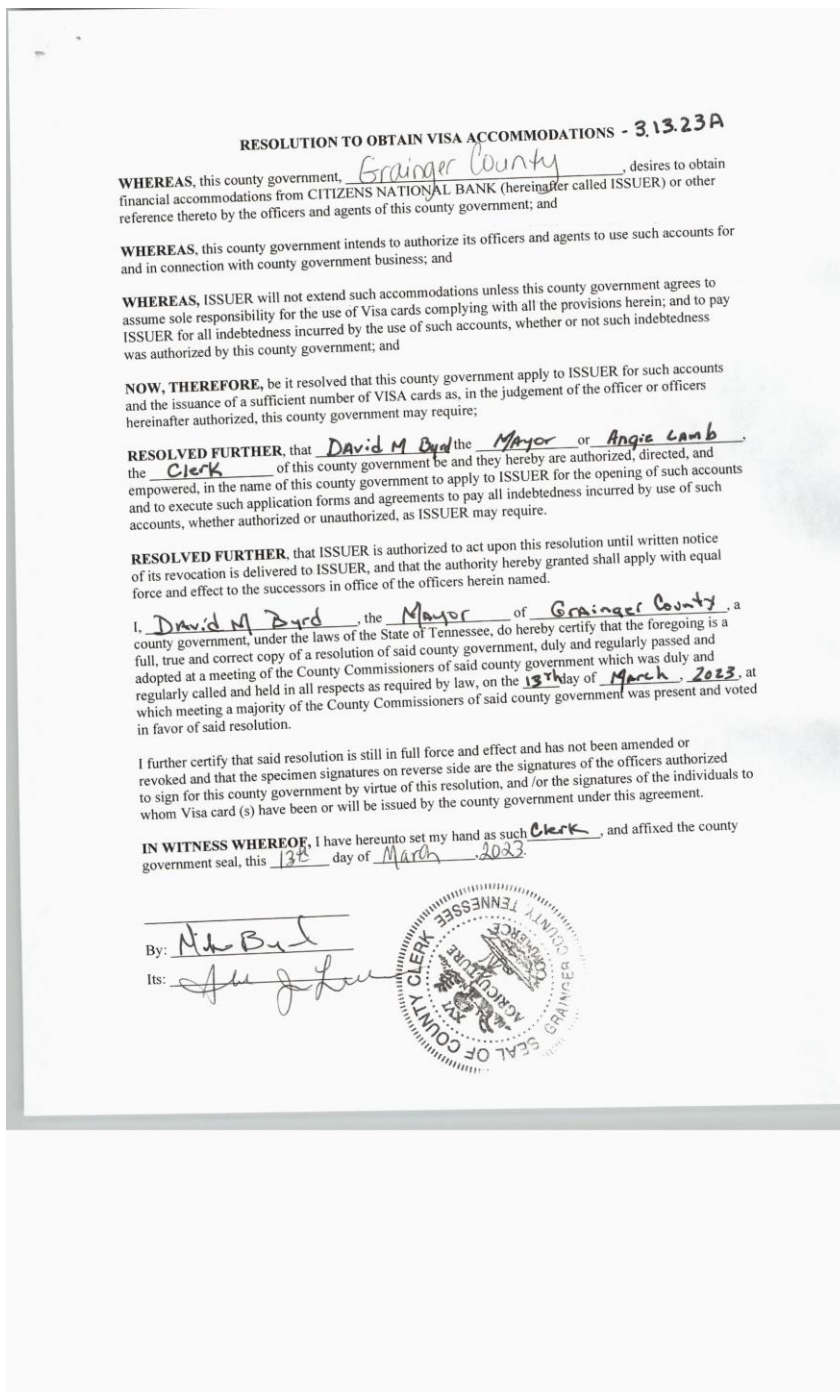 RESOLUTION TO OBTAIN VISA ACCOMMODATIONS - 3.13.23A
WHEREAS, this county government, Grainger County, desires to obtain
financial accommodations from CITIZENS NATIONAL BANK (hereinafter called ISSUER) or other
reference thereto by the officers and agents of this county government; and
WHEREAS, this county government intends to authorize its officers and agents to use such accounts for
and in connection with county government business; and
WHEREAS, ISSUER will not extend such accommodations unless this county government agrees to
assume sole responsibility for the use of Visa cards complying with all the provisions herein; and to pay
ISSUER for all indebtedness incurred by the use of such accounts, whether or not such indebtedness
was authorized by this county government; and
NOW, THEREFORE, be it resolved that this county government apply to ISSUER for such accounts
and the issuance of a sufficient number of VISA cards as, in the judgement of the officer or officers
hereinafter authorized, this county government may require;
RESOLVED FURTHER, that David M Byrd the Mayor or Angie Lamb,
the Clerk of this county government be and they hereby are authorized, directed, and
empowered, in the name of this county government to apply to ISSUER for the opening of such accounts
and to execute such application forms and agreements to pay all indebtedness incurred by use of such
accounts, whether authorized or unauthorized, as ISSUER may require.
RESOLVED FURTHER, that ISSUER is authorized to act upon this resolution until written notice
of its revocation is delivered to ISSUER, and that the authority hereby granted shall apply with equal
force and effect to the successors in office of the officers herein named.
I, David M Byrd, the Mayor of Grainger County, a
county government, under the laws of the State of Tennessee, do hereby certify that the foregoing is a
full, true and correct copy of a resolution of said county government, duly and regularly passed and
adopted at a meeting of the County Commissioners of said county government which was duly and
regularly called and held in all respects as required by law, on the 13th day of March, 2023, at
which meeting a majority of the County Commissioners of said county government was present and voted
in favor of said resolution.
I further certify that said resolution is still in full force and effect and has not been amended or
revoked and that the specimen signatures on reverse side are the signatures of the officers authorized
to sign for this county government by virtue of this resolution, and /or the signatures of the individuals to
whom Visa card (s) have been or will be issued by the county government under this agreement.
IN WITNESS WHEREOF, I have hereunto set my hand as such Clerk, and affixed the county
government seal, this 13th day of March, 2023.
By: Mike Byrd
Its:
SEAL OF COUNTY CLERK
GRAINGER COUNTY, TENNESSEE
XVI
AGRICULTURE
COMMERCE